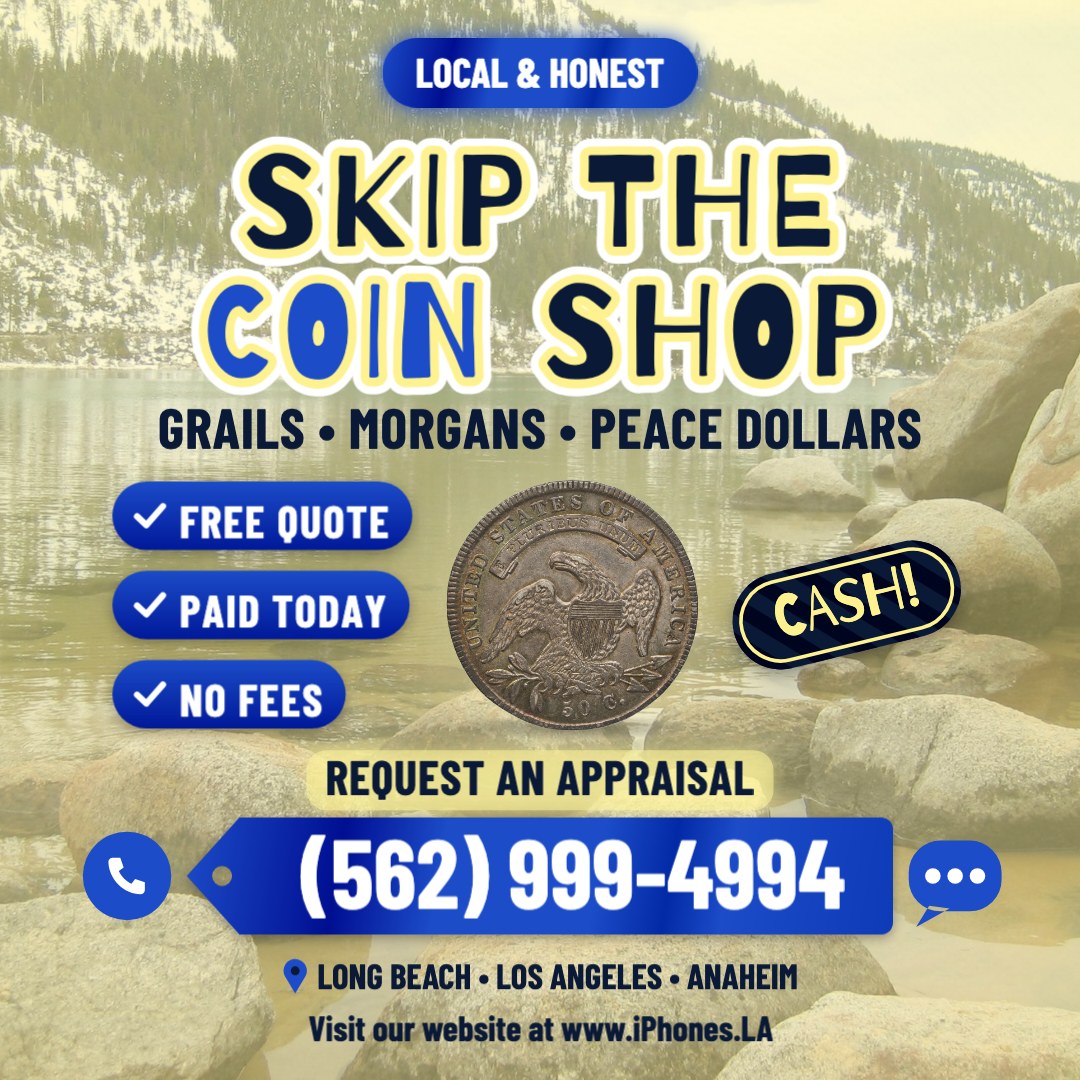 LOCAL & HONEST
SKIP THE
COIN SHOP
GRAILS • MORGANS • PEACE DOLLARS
✓ FREE QUOTE
✓ PAID TODAY
✓ NO FEES
UNITED STATES OF AMERICA
E PLURIBUS UNUM
50 C.
CASH!
REQUEST AN APPRAISAL
(562) 999-4994
LONG BEACH • LOS ANGELES • ANAHEIM
Visit our website at www.iPhones.LA